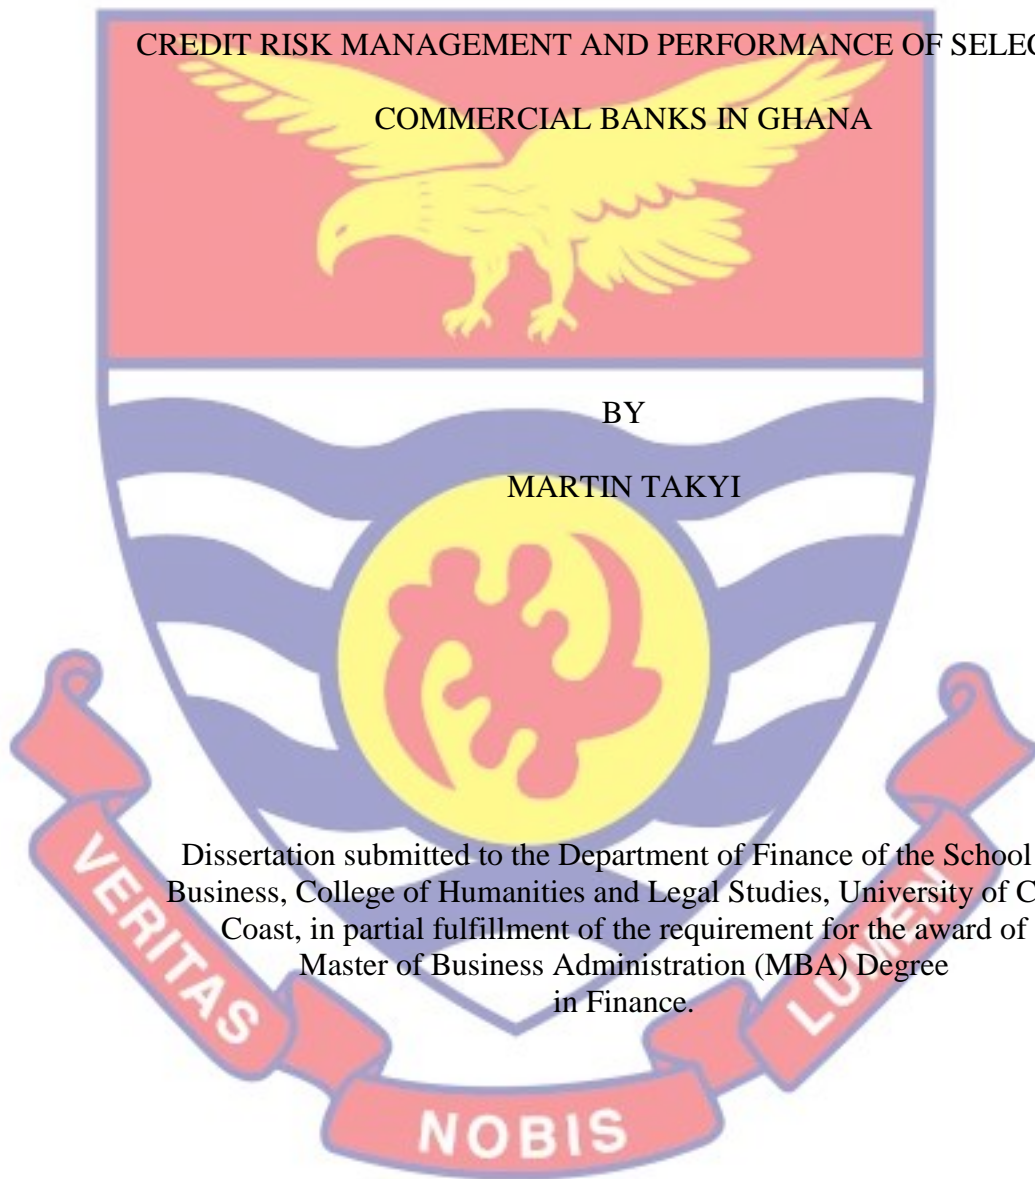 CREDIT RISK MANAGEMENT AND PERFORMANCE OF
COMMERCIAL BANKS IN GHANA
BY
MARTIN TAKYI
Dissertation submitted to the Department of Finance of the School
Business, College of Humanities and Legal Studies, University of
Coast, in partial fulfillment of the requirement for the award of
Master of Business Administration (MBA) Degree
in Finance.
VERITAS
NOBIS
LUMEN